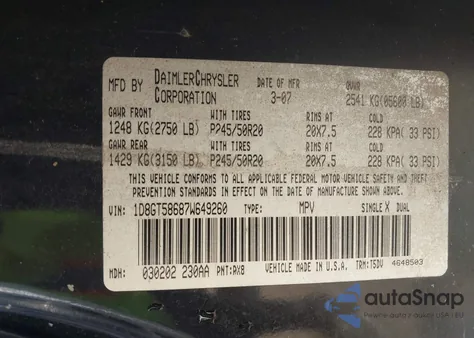 MFD BY DAIMLERCHRYSLER CORPORATION DATE OF MFR 3-07 GVWR 2541 KG(05600 LB)
GAWR FRONT WITH TIRES RIMS AT COLD
1248 KG(2750 LB) P245/50R20 20X7.5 228 KPA( 33 PSI)
GAWR REAR WITH TIRES RIMS AT COLD
1429 KG(3150 LB) P245/50R20 20X7.5 228 KPA( 33 PSI)
THIS VEHICLE CONFORMS TO ALL APPLICABLE FEDERAL MOTOR VEHICLE SAFETY AND THEFT
PREVENTION STANDARDS IN EFFECT ON THE DATE OF MANUFACTURE SHOWN ABOVE.
VIN: 1D8GT58687W649260 TYPE: MPV SINGLE X DUAL
VEHICLE MADE IN U.S.A. 4648503
MDH: 030202 230AA PNT:RXB TRM:T5DV
autoSnap